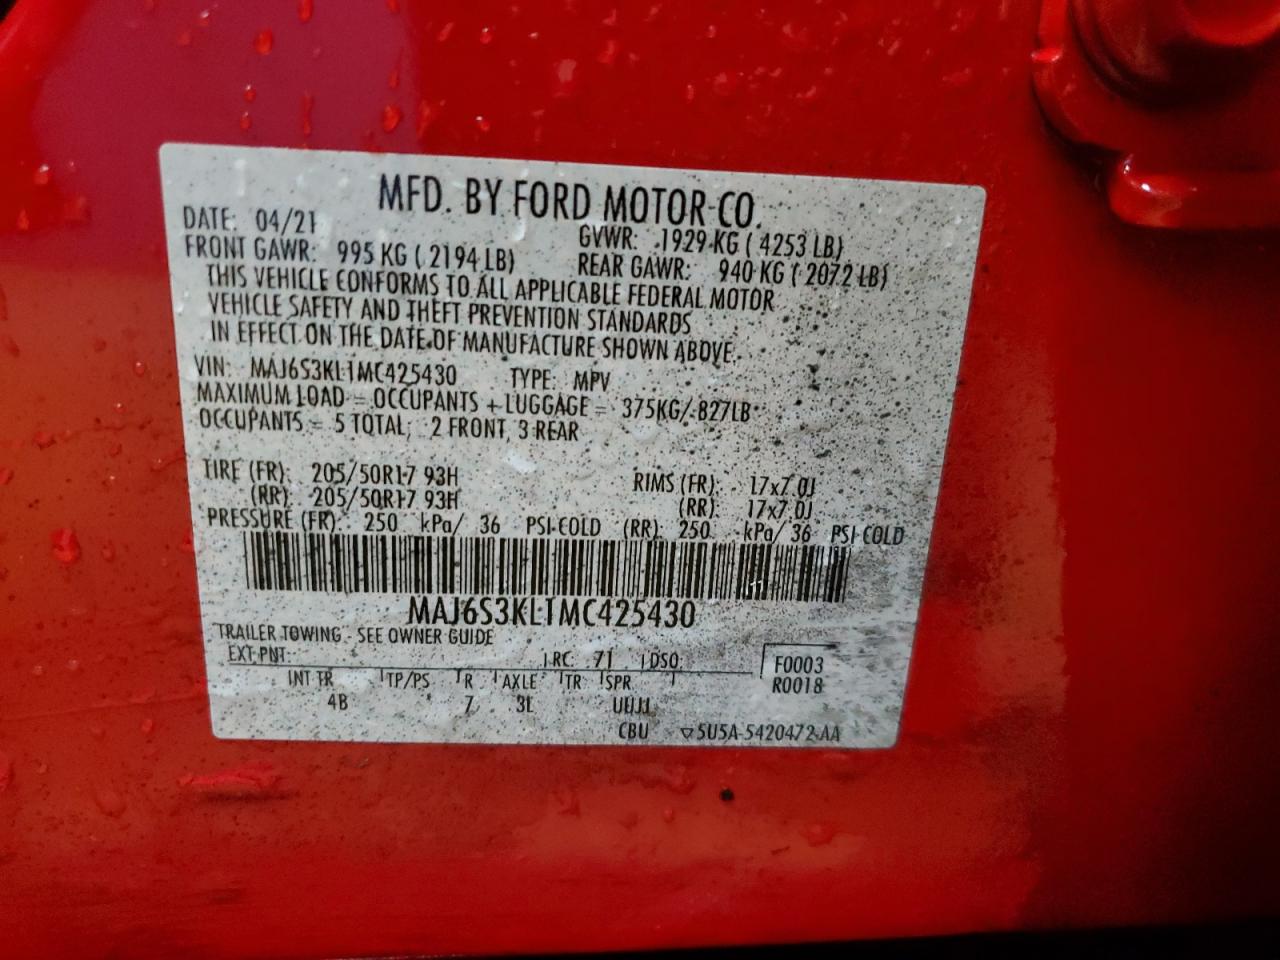 MFD. BY FORD MOTOR CO.
DATE: 04/21 GVWR: 1929 KG ( 4253 LB)
FRONT GAWR: 995 KG ( 2194 LB) REAR GAWR: 940 KG ( 2072 LB)
THIS VEHICLE CONFORMS TO ALL APPLICABLE FEDERAL MOTOR
VEHICLE SAFETY AND THEFT PREVENTION STANDARDS
IN EFFECT ON THE DATE OF MANUFACTURE SHOWN ABOVE.
VIN: MAJ6S3KL1MC425430 TYPE: MPV
MAXIMUM LOAD = OCCUPANTS + LUGGAGE = 375KG/ 827LB
OCCUPANTS = 5 TOTAL, 2 FRONT, 3 REAR
TIRE (FR): 205/50R17 93H RIMS (FR): 17x7.0J
(RR): 205/50R17 93H (RR): 17x7.0J
PRESSURE (FR): 250 kPa/ 36 PSI COLD (RR): 250 kPa/ 36 PSI COLD
MAJ6S3KL1MC425430
TRAILER TOWING - SEE OWNER GUIDE
EXT PNT: RC: 71 DSO: F0003
INT TR TP/PS R AXLE TR SPR R0018
4B 7 3L UEJJ
CBU ▽5U5A-5420472-AA